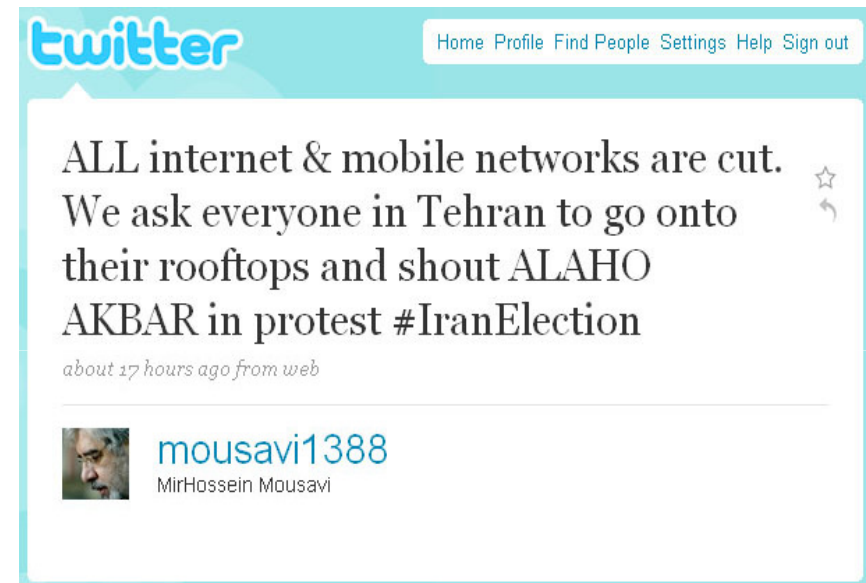 twitter
Home Profile Find People Settings Help Sign out
ALL internet & mobile networks are cut.
We ask everyone in Tehran to go onto
their rooftops and shout ALAHO
AKBAR in protest #IranElection
about 17 hours ago from web
mousavi1388
MirHossein Mousavi